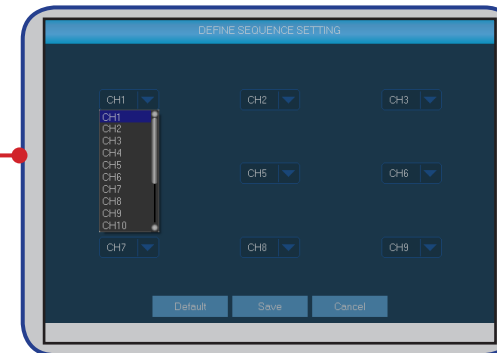 DEFINE SEQUENCE SETTING
CH1 CH2 CH3
CH1
CH2
CH3
CH4
CH5
CH6
CH7
CH8
CH9
CH10
CH5 CH6
CH7 CH8 CH9
Default Save Cancel